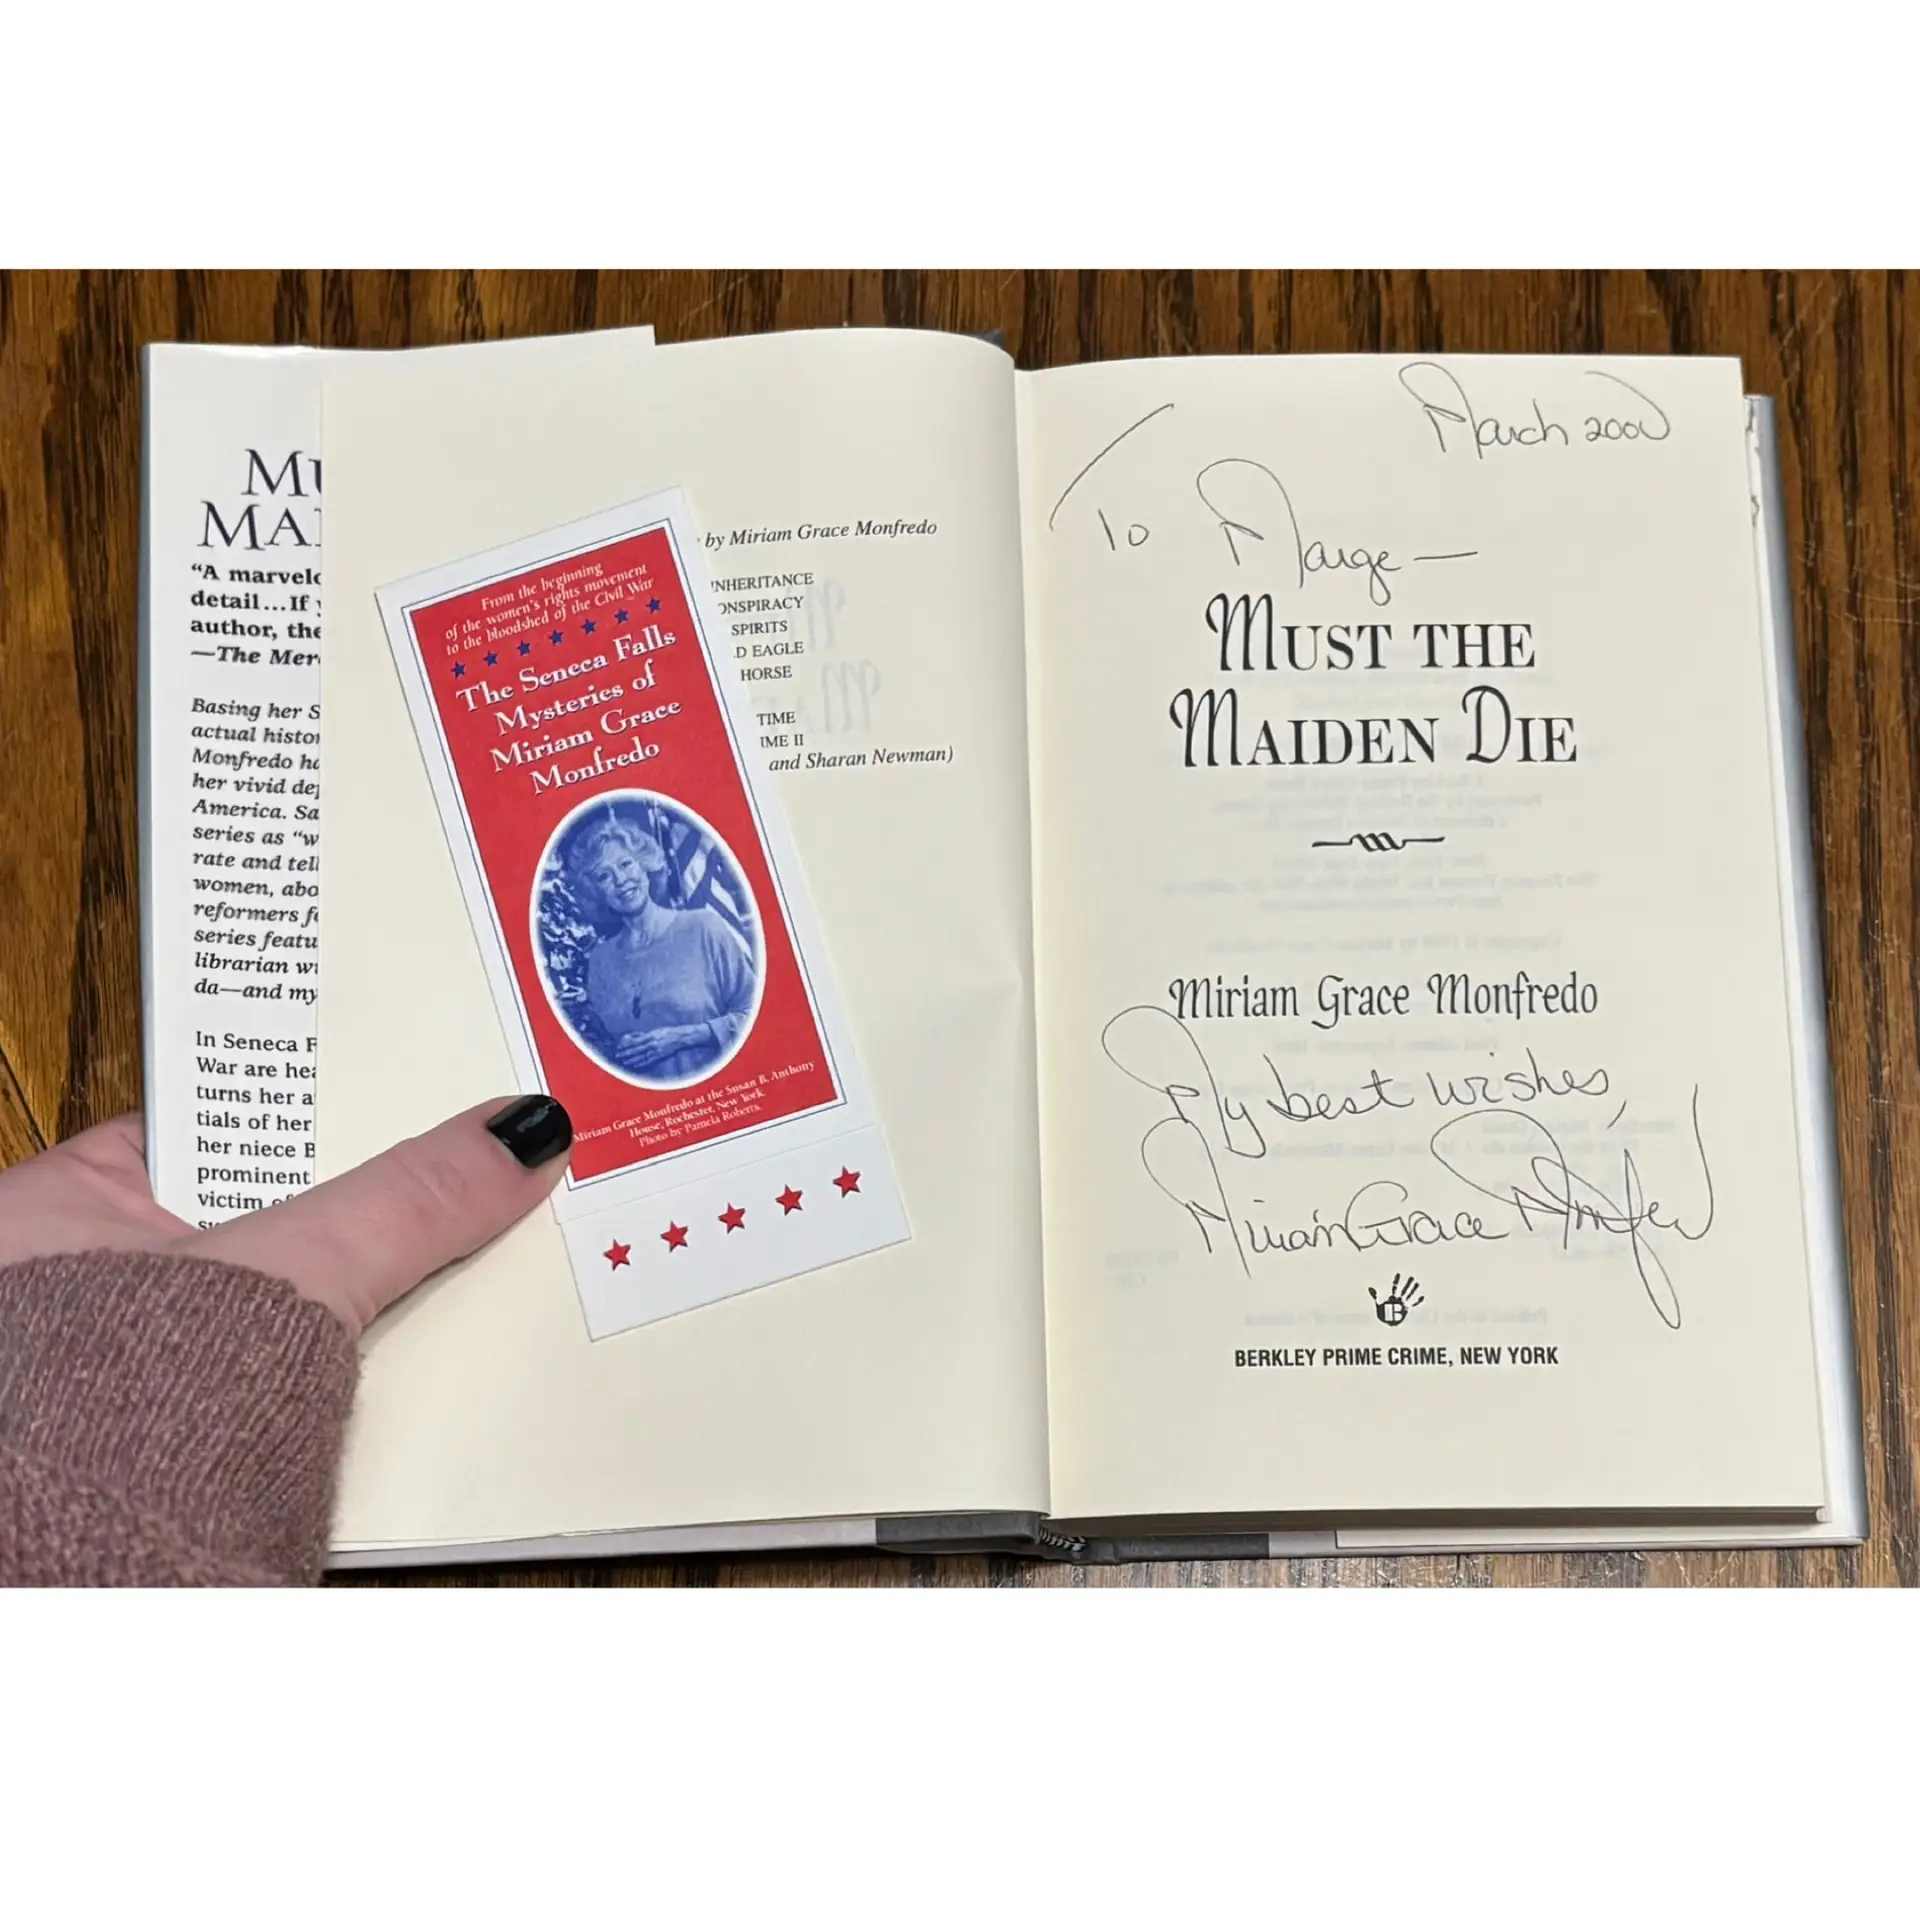 MU
MAI
“A marvelo
detail...If y
author, the
—The Mer
Basing her S
actual histor
Monfredo ha
her vivid dep
America. Sa
series as “w
rate and tell
women, abo
reformers fo
series featu
librarian wi
da—and my
In Seneca F
War are hea
turns her a
tials of her
her niece B
prominent
victim of
by Miriam Grace Monfredo
INHERITANCE
ONSPIRACY
SPIRITS
D EAGLE
HORSE
TIME
IME II
and Sharan Newman)
From the beginning
of the women's rights movement
to the bloodshed of the Civil War
The Seneca Falls
Mysteries of
Miriam Grace
Monfredo
Miriam Grace Monfredo at the Susan B. Anthony
House, Rochester, New York.
Photo by Pamela Roberts.
March 2000
To Marge—
MUST THE
MAIDEN DIE
Miriam Grace Monfredo
My best wishes,
Miriam Grace Monfredo
B
BERKLEY PRIME CRIME, NEW YORK